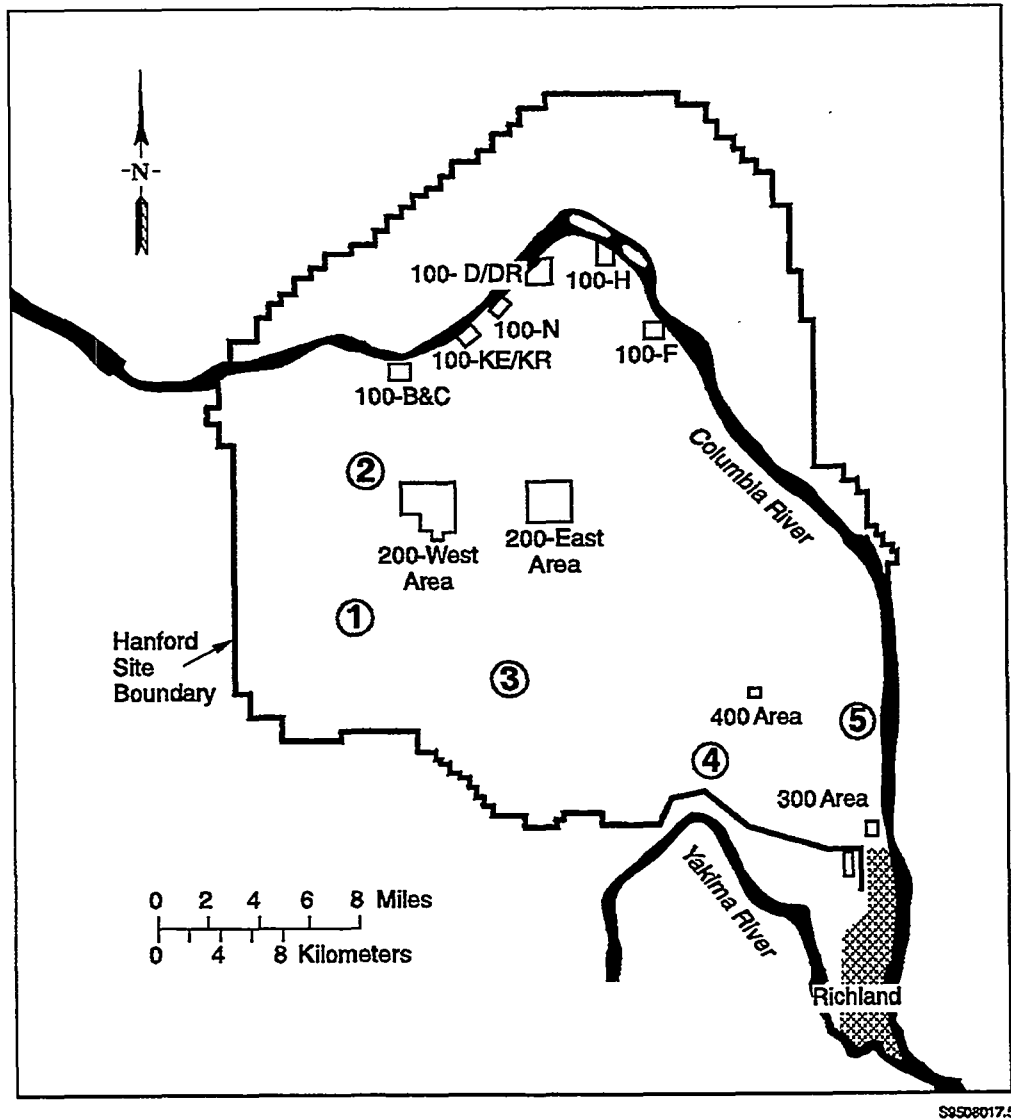 -N-
100- D/DR
100-H
100-N
100-KE/KR
100-F
100-B&C
Columbia River
②
200-West
Area
200-East
Area
①
Hanford
Site
Boundary
③
400 Area
⑤
④
300 Area
Yakima River
0 2 4 6 8 Miles
0 4 8 Kilometers
Richland
S9508017.5